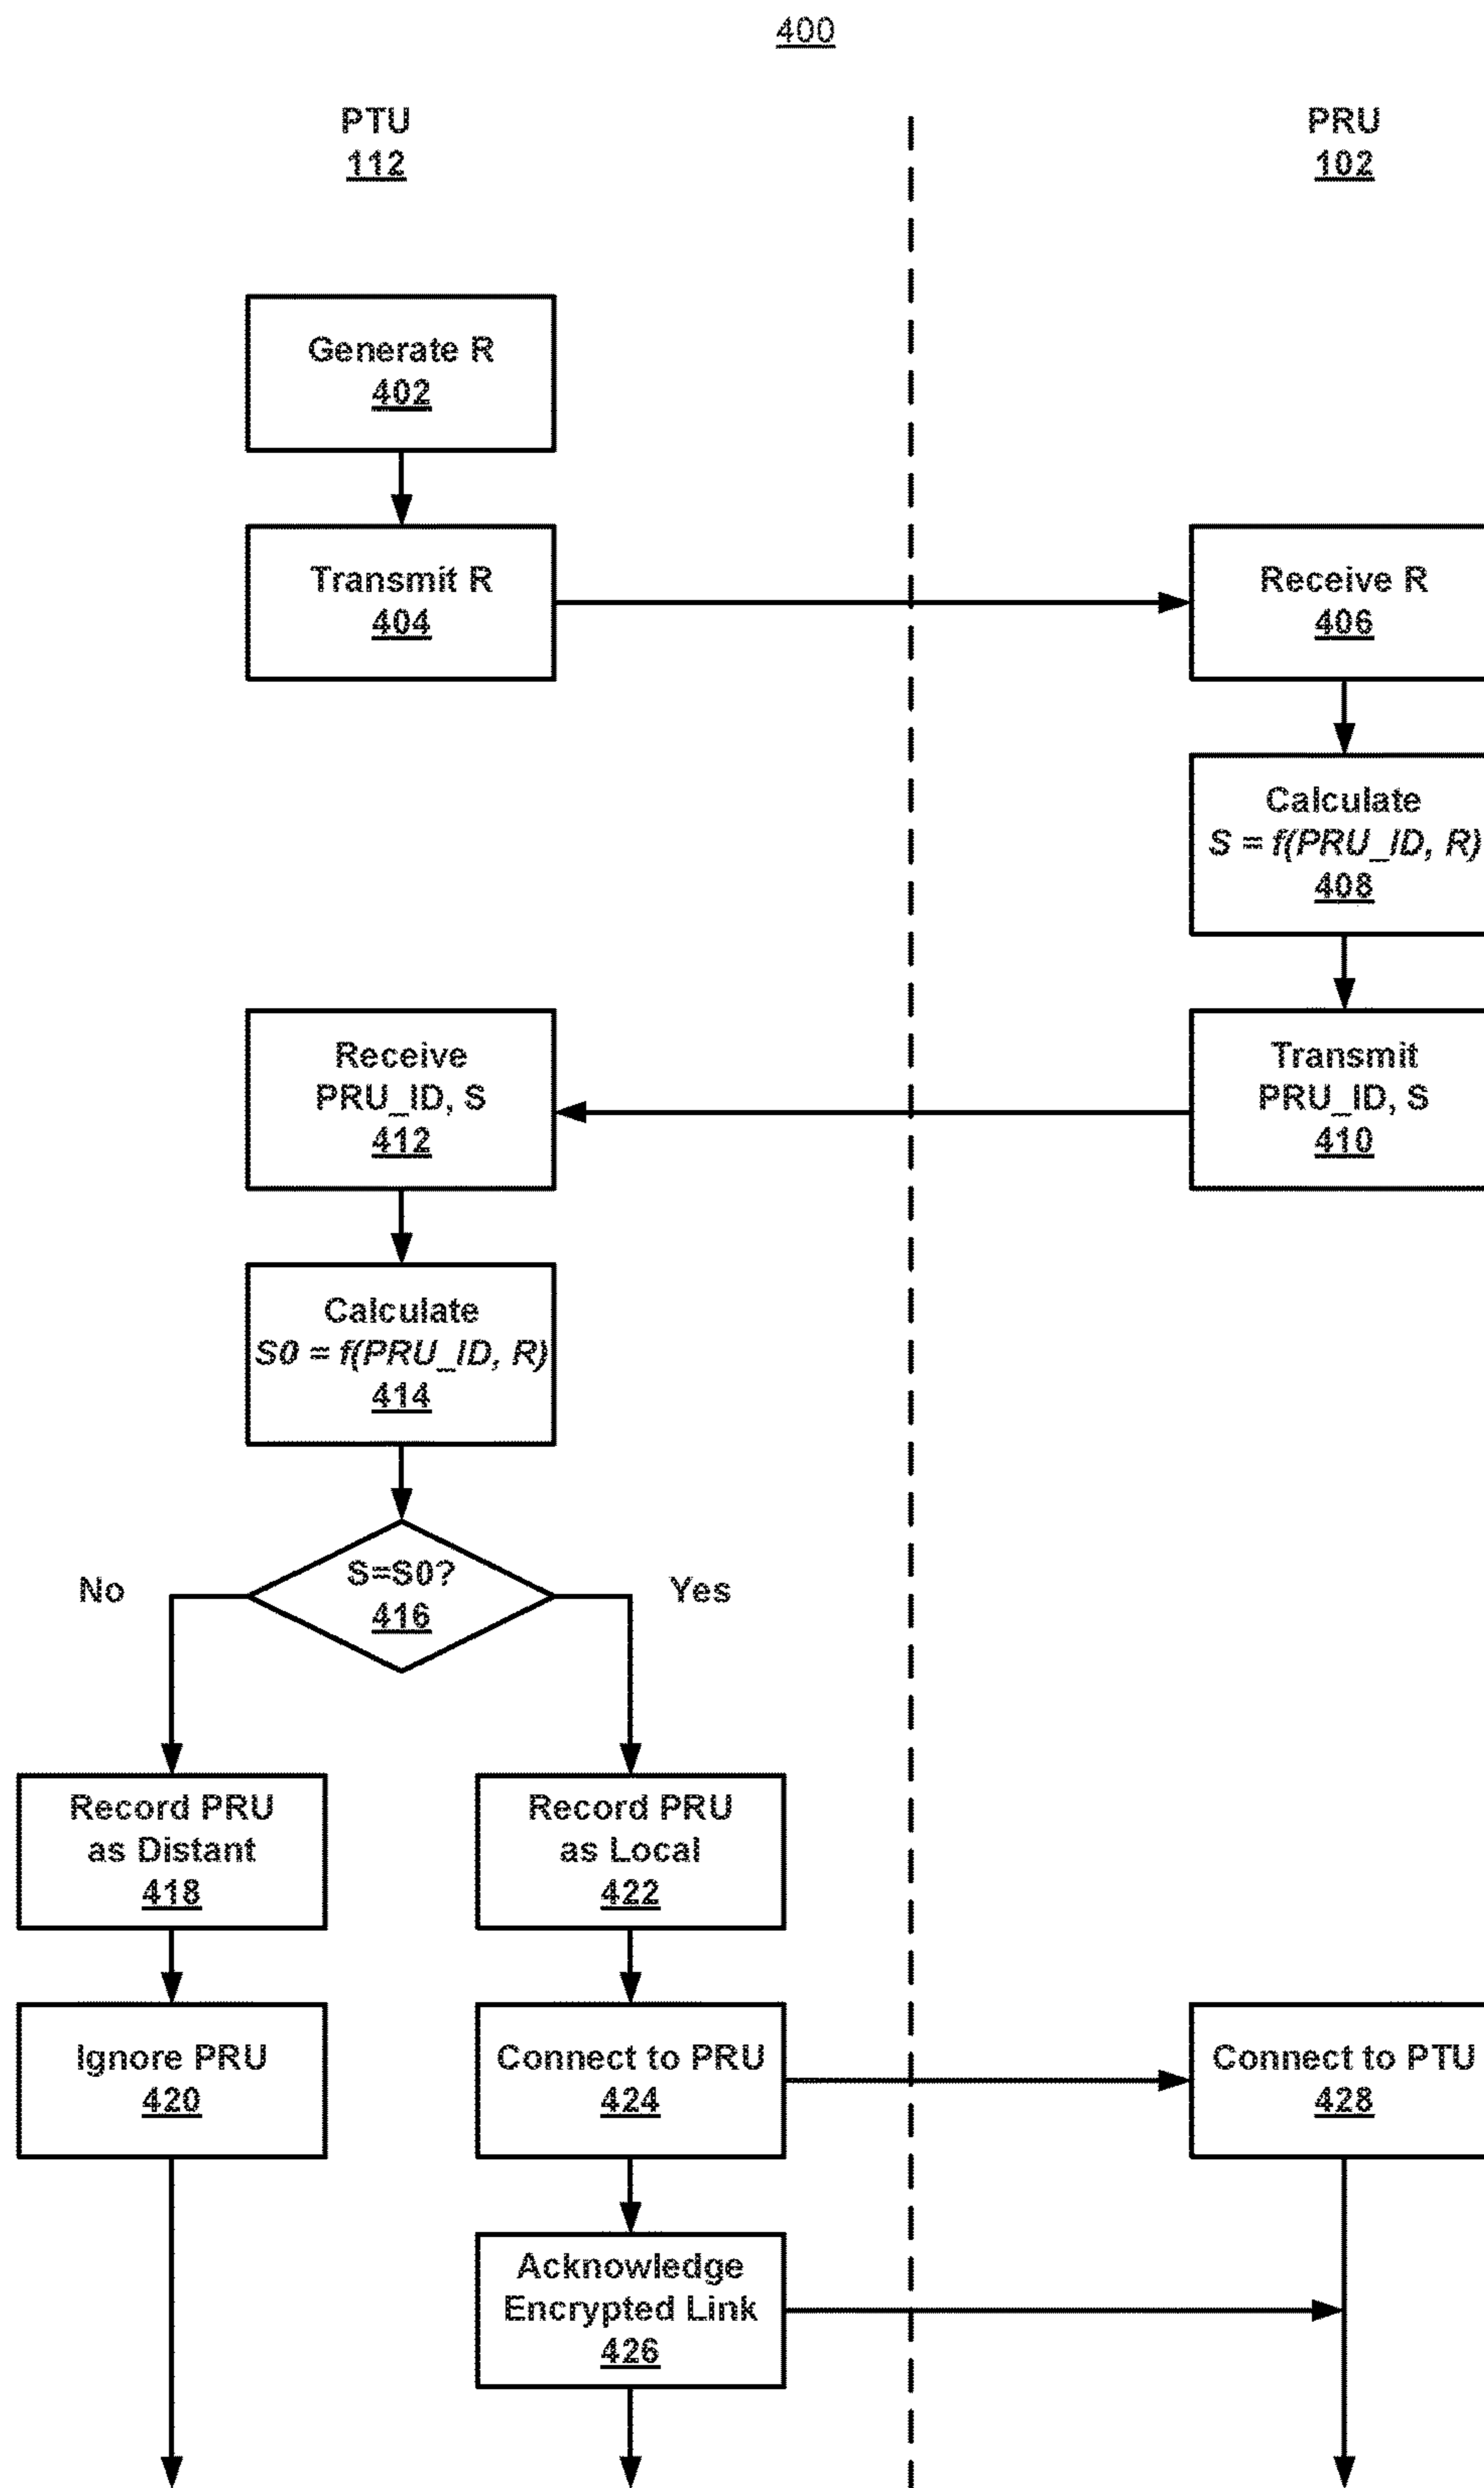 400
PTU
112
PRU
102
Generate R
402
Transmit R
404
Receive R
406
Calculate
S = f(PRU_ID, R)
408
Transmit
PRU_ID, S
410
Receive
PRU_ID, S
412
Calculate
S0 = f(PRU_ID, R)
414
S=S0?
416
No
Yes
Record PRU
as Distant
418
Record PRU
as Local
422
Ignore PRU
420
Connect to PRU
424
Connect to PTU
428
Acknowledge
Encrypted Link
426